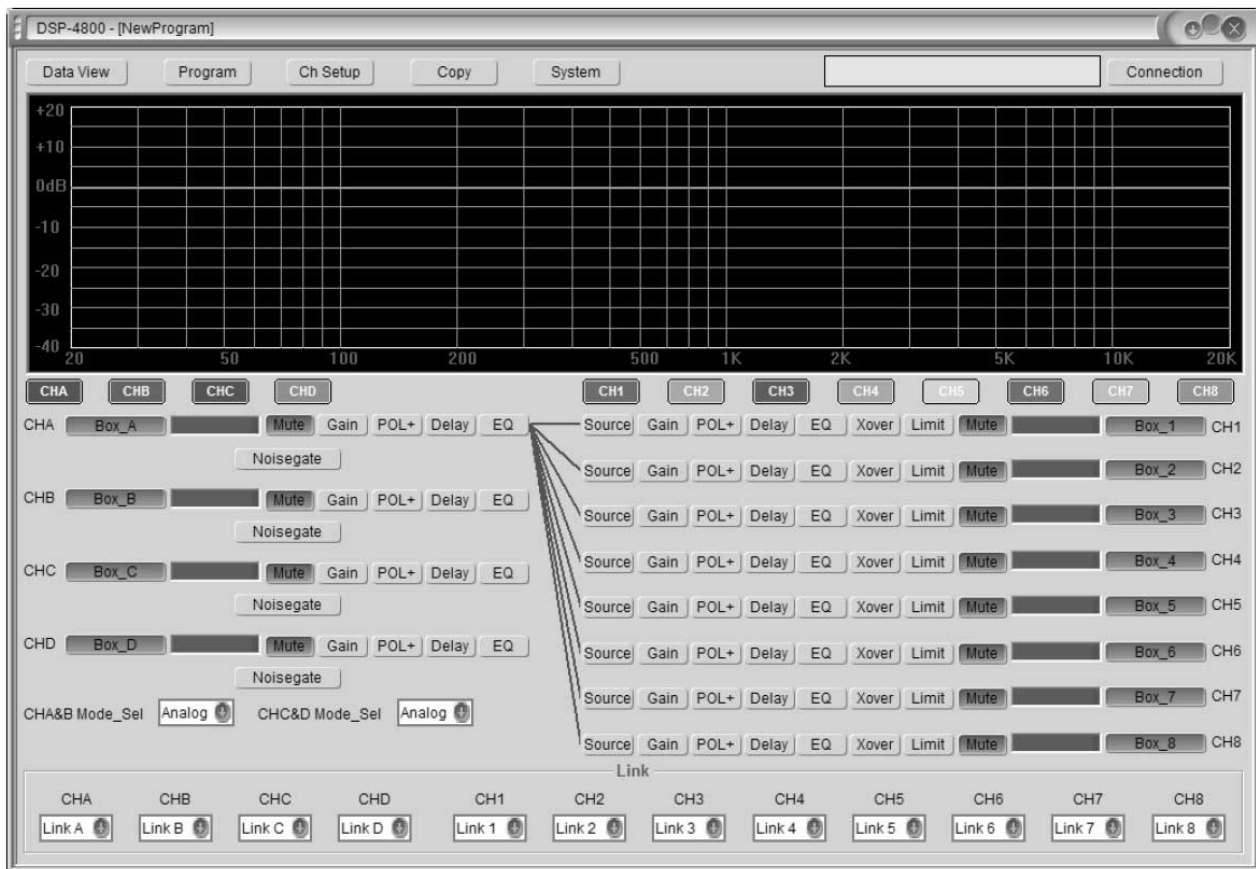 DSP-4800 - [NewProgram]
Data View Program Ch Setup Copy System Connection
+20
+10
0dB
-10
-20
-30
-40
20 50 100 200 500 1K 2K 5K 10K 20K
CHA CHB CHC CHD CH1 CH2 CH3 CH4 CH5 CH6 CH7 CH8
CHA Box_A Mute Gain POL+ Delay EQ Source Gain POL+ Delay EQ Xover Limit Mute Box_1 CH1
Noisegate
Source Gain POL+ Delay EQ Xover Limit Mute Box_2 CH2
CHB Box_B Mute Gain POL+ Delay EQ
Source Gain POL+ Delay EQ Xover Limit Mute Box_3 CH3
Noisegate
Source Gain POL+ Delay EQ Xover Limit Mute Box_4 CH4
CHC Box_C Mute Gain POL+ Delay EQ
Noisegate
Source Gain POL+ Delay EQ Xover Limit Mute Box_5 CH5
CHD Box_D Mute Gain POL+ Delay EQ
Source Gain POL+ Delay EQ Xover Limit Mute Box_6 CH6
Noisegate
Source Gain POL+ Delay EQ Xover Limit Mute Box_7 CH7
CHA&B Mode_Sel Analog CHC&D Mode_Sel Analog
Source Gain POL+ Delay EQ Xover Limit Mute Box_8 CH8
Link
CHA CHB CHC CHD CH1 CH2 CH3 CH4 CH5 CH6 CH7 CH8
Link A Link B Link C Link D Link 1 Link 2 Link 3 Link 4 Link 5 Link 6 Link 7 Link 8